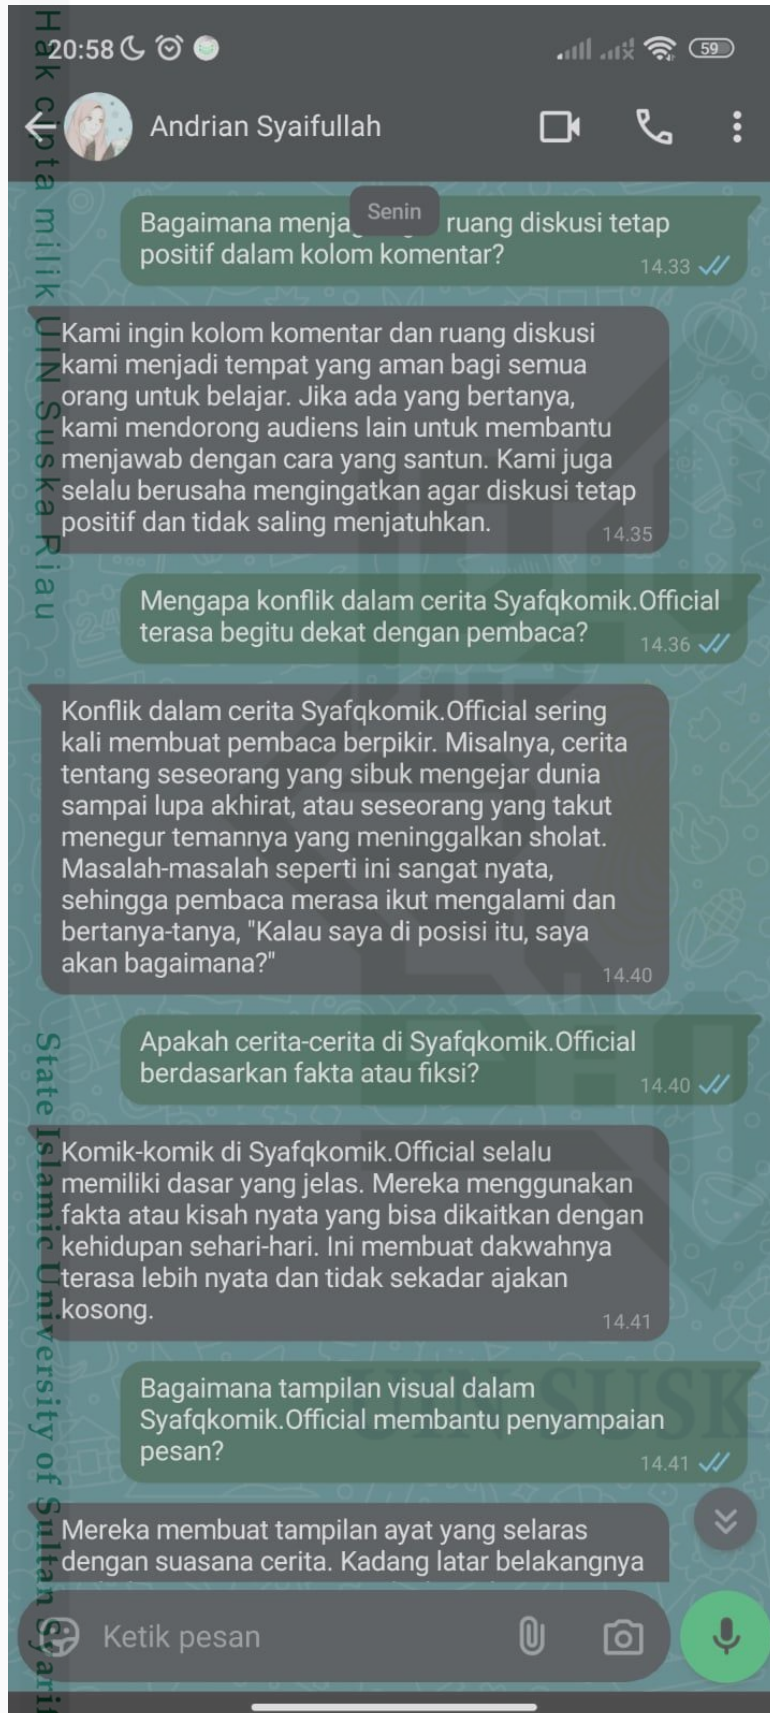 20:58
59
Andrian Syaifullah
Senin
Bagaimana ruang diskusi tetap
positif dalam kolom komentar?
14.33
Kami ingin kolom komentar dan ruang diskusi
kami menjadi tempat yang aman bagi semua
orang untuk belajar. Jika ada yang bertanya,
kami mendorong audiens lain untuk membantu
menjawab dengan cara yang santun. Kami juga
selalu berusaha mengingatkan agar diskusi tetap
positif dan tidak saling menjatuhkan.
14.35
Mengapa konflik dalam cerita Syafqkomik.Official
terasa begitu dekat dengan pembaca?
14.36
Konflik dalam cerita Syafqkomik.Official sering
kali membuat pembaca berpikir. Misalnya, cerita
tentang seseorang yang sibuk mengejar dunia
sampai lupa akhirat, atau seseorang yang takut
menegur temannya yang meninggalkan sholat.
Masalah-masalah seperti ini sangat nyata,
sehingga pembaca merasa ikut mengalami dan
bertanya-tanya, "Kalau saya di posisi itu, saya
akan bagaimana?"
14.40
Apakah cerita-cerita di Syafqkomik.Official
berdasarkan fakta atau fiksi?
14.40
Komik-komik di Syafqkomik.Official selalu
memiliki dasar yang jelas. Mereka menggunakan
fakta atau kisah nyata yang bisa dikaitkan dengan
kehidupan sehari-hari. Ini membuat dakwahnya
terasa lebih nyata dan tidak sekadar ajakan
kosong.
14.41
Bagaimana tampilan visual dalam
Syafqkomik.Official membantu penyampaian
pesan?
14.41
Mereka membuat tampilan ayat yang selaras
dengan suasana cerita. Kadang latar belakangnya
Ketik pesan
Hak cipta milik UIN Suska Riau
State Islamic University of Sultan Syarif
UIN SUSK